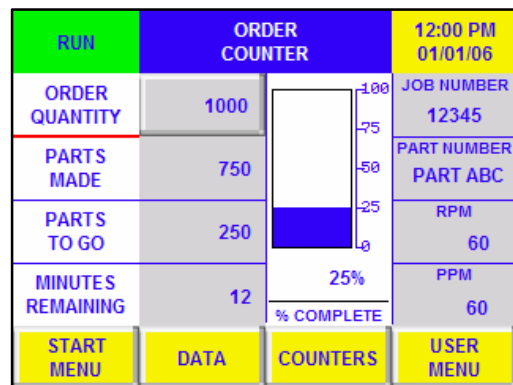 RUN
ORDER
COUNTER
12:00 PM
01/01/06
ORDER
QUANTITY
1000
PARTS
MADE
750
PARTS
TO GO
250
MINUTES
REMAINING
12
100
75
50
25
0
25%
% COMPLETE
JOB NUMBER
12345
PART NUMBER
PART ABC
RPM
60
PPM
60
START
MENU
DATA
COUNTERS
USER
MENU